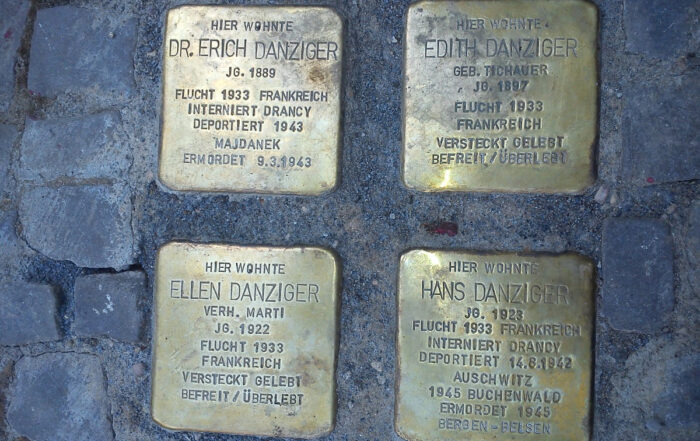 HIER WOHNTE
DR. ERICH DANZIGER
JG. 1889
FLUCHT 1933 FRANKREICH
INTERNIERT DRANCY
DEPORTIERT 1943
MAJDANEK
ERMORDET 9.3.1943
HIER WOHNTE
EDITH DANZIGER
GEB. TICHAUER
JG. 1897
FLUCHT 1933
FRANKREICH
VERSTECKT GELEBT
BEFREIT/ÜBERLEBT
HIER WOHNTE
ELLEN DANZIGER
VERH. MARTI
JG. 1922
FLUCHT 1933
FRANKREICH
VERSTECKT GELEBT
BEFREIT/ÜBERLEBT
HIER WOHNTE
HANS DANZIGER
JG. 1923
FLUCHT 1933 FRANKREICH
INTERNIERT DRANCY
DEPORTIERT 14.8.1942
AUSCHWITZ
1945 BUCHENWALD
ERMORDET 1945
BERGEN-BELSEN